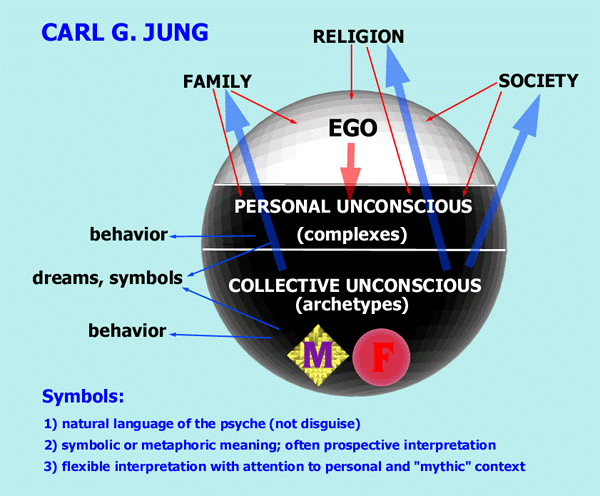 CARL G. JUNG
RELIGION
FAMILY
SOCIETY
EGO
PERSONAL UNCONSCIOUS
(complexes)
behavior
dreams, symbols
COLLECTIVE UNCONSCIOUS
(archetypes)
behavior
M
F
Symbols:
1) natural language of the psyche (not disguise)
2) symbolic or metaphoric meaning; often prospective interpretation
3) flexible interpretation with attention to personal and "mythic" context